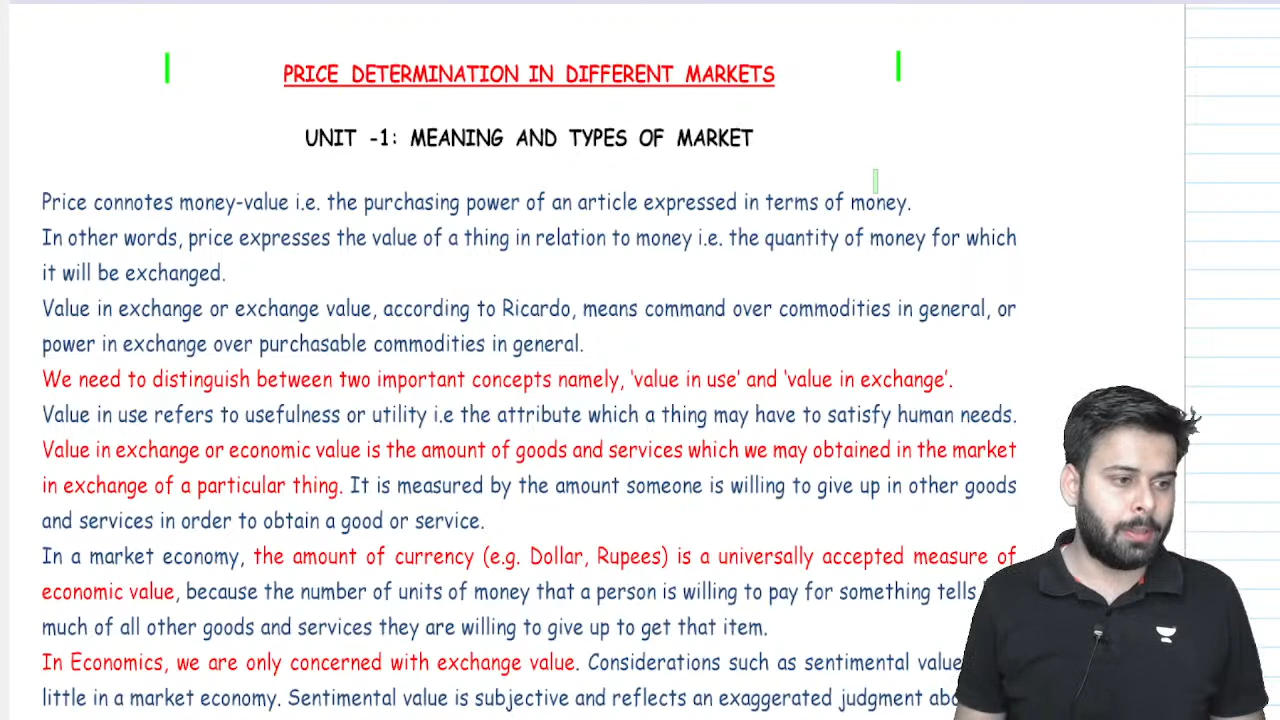 PRICE DETERMINATION IN DIFFERENT MARKETS
UNIT -1: MEANING AND TYPES OF MARKET
Price connotes money-value i.e. the purchasing power of an article expressed in terms of money.
In other words, price expresses the value of a thing in relation to money i.e. the quantity of money for which
it will be exchanged.
Value in exchange or exchange value, according to Ricardo, means command over commodities in general, or
power in exchange over purchasable commodities in general.
We need to distinguish between two important concepts namely, ‘value in use’ and ‘value in exchange’.
Value in use refers to usefulness or utility i.e the attribute which a thing may have to satisfy human needs.
Value in exchange or economic value is the amount of goods and services which we may obtained in the market
in exchange of a particular thing. It is measured by the amount someone is willing to give up in other goods
and services in order to obtain a good or service.
In a market economy, the amount of currency (e.g. Dollar, Rupees) is a universally accepted measure of
economic value, because the number of units of money that a person is willing to pay for something tells
much of all other goods and services they are willing to give up to get that item.
In Economics, we are only concerned with exchange value. Considerations such as sentimental value
little in a market economy. Sentimental value is subjective and reflects an exaggerated judgment